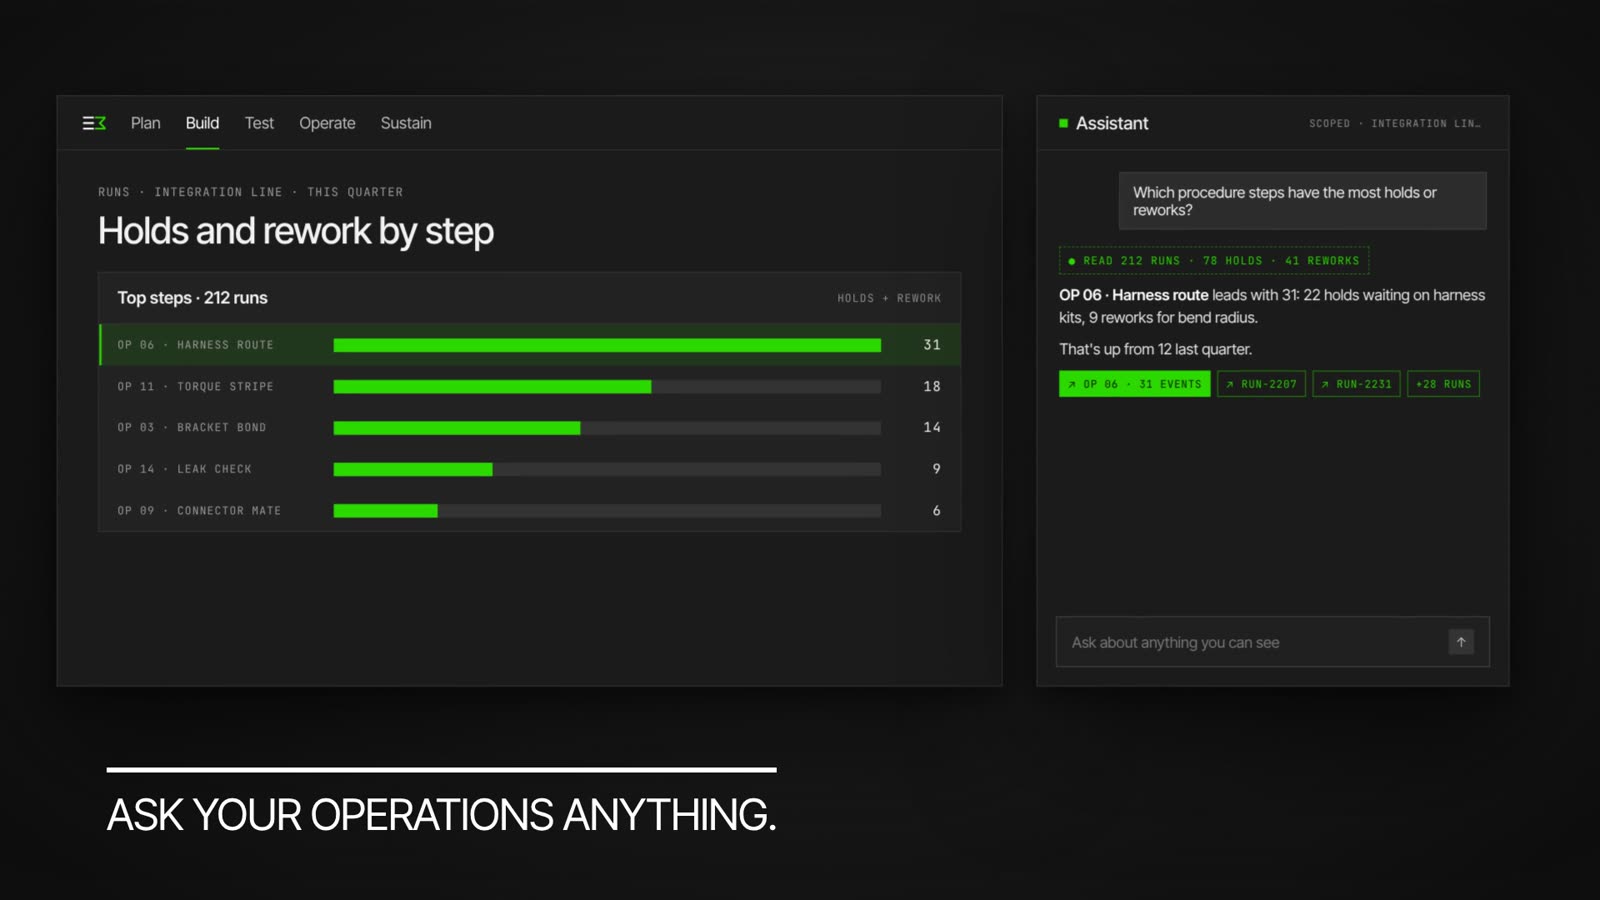 Plan Build Test Operate Sustain
RUNS · INTEGRATION LINE · THIS QUARTER
Holds and rework by step
Top steps · 212 runs HOLDS + REWORK
OP 06 · HARNESS ROUTE 31
OP 11 · TORQUE STRIPE 18
OP 03 · BRACKET BOND 14
OP 14 · LEAK CHECK 9
OP 09 · CONNECTOR MATE 6
Assistant SCOPED · INTEGRATION LIN…
Which procedure steps have the most holds or
reworks?
READ 212 RUNS · 78 HOLDS · 41 REWORKS
OP 06 · Harness route leads with 31: 22 holds waiting on harness
kits, 9 reworks for bend radius.
That's up from 12 last quarter.
↗ OP 06 · 31 EVENTS ↗ RUN-2207 ↗ RUN-2231 +28 RUNS
Ask about anything you can see ↑
ASK YOUR OPERATIONS ANYTHING.